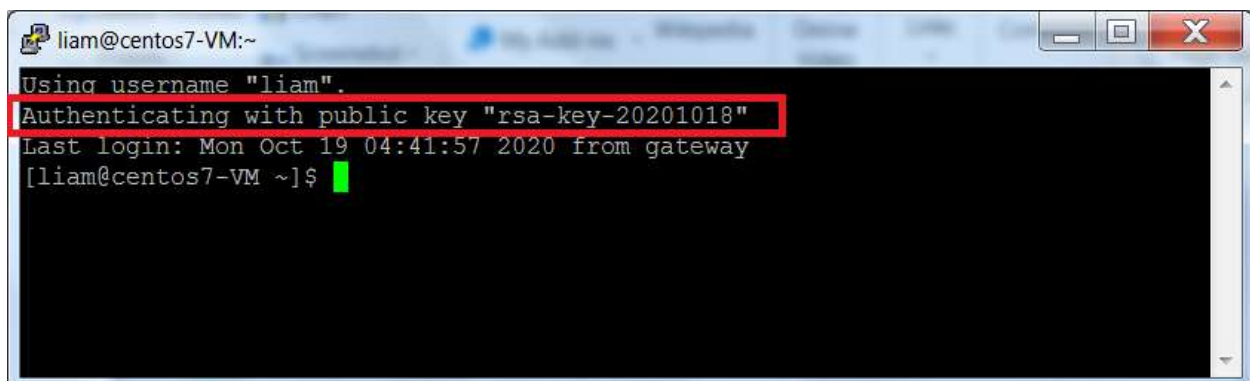 liam@centos7-VM:~
Using username "liam".
Authenticating with public key "rsa-key-20201018"
Last login: Mon Oct 19 04:41:57 2020 from gateway
[liam@centos7-VM ~]$